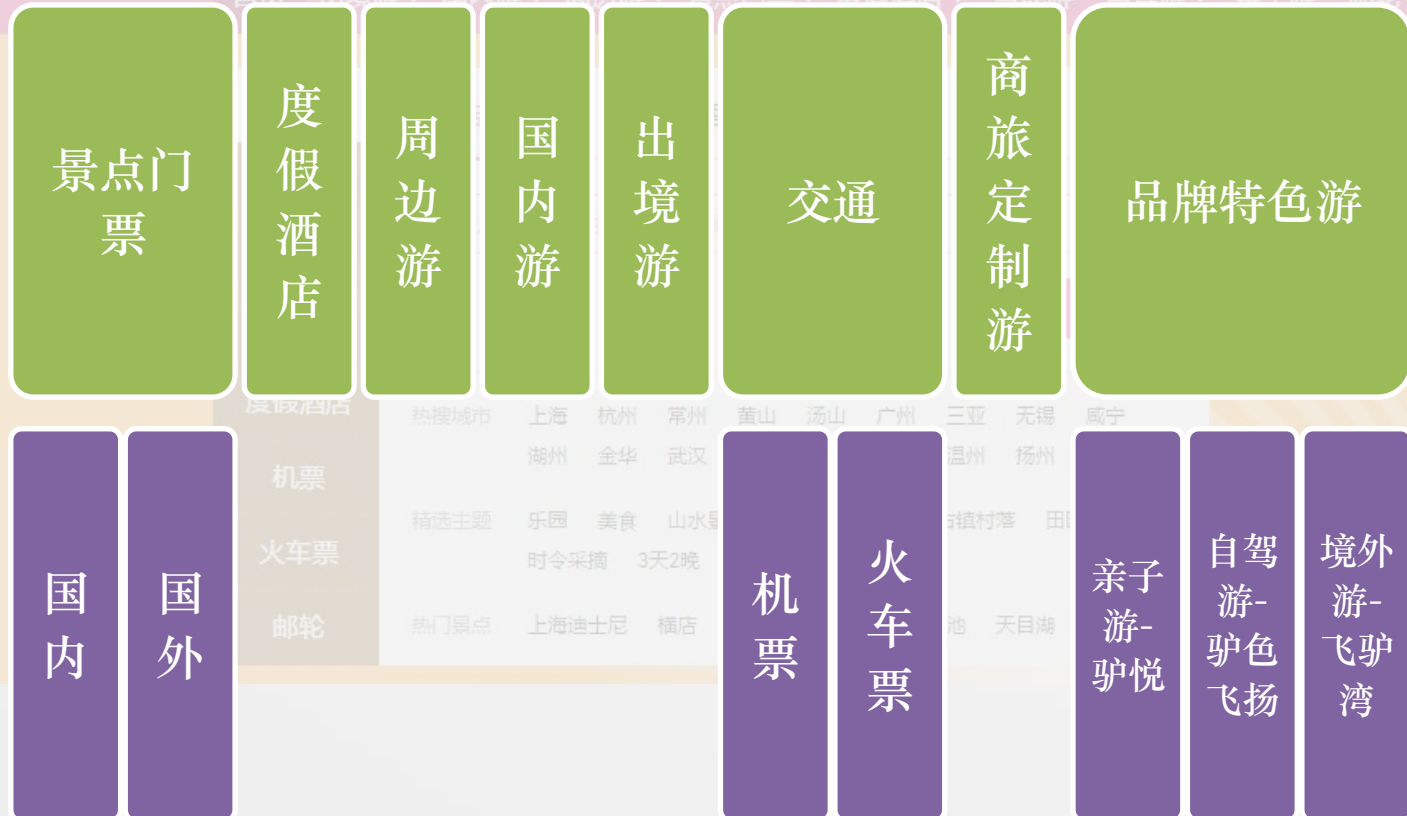 景点门
票
度假酒店
周边游
国内游
出境游
交通
商旅定制游
品牌特色游
度假酒店
热搜城市 上海 杭州 常州 黄山 汤山 广州 三亚 无锡 咸宁
湖州 金华 武汉 温州 扬州
机票
精选主题 乐园 美食 山水 古镇村落
火车票
时令采摘 3天2晚
邮轮
热门景点 上海迪士尼 横店 池 天目湖
国内
国外
机票
火车票
亲子
游-
驴悦
自驾
游-
驴色
飞扬
境外
游-
飞驴
湾